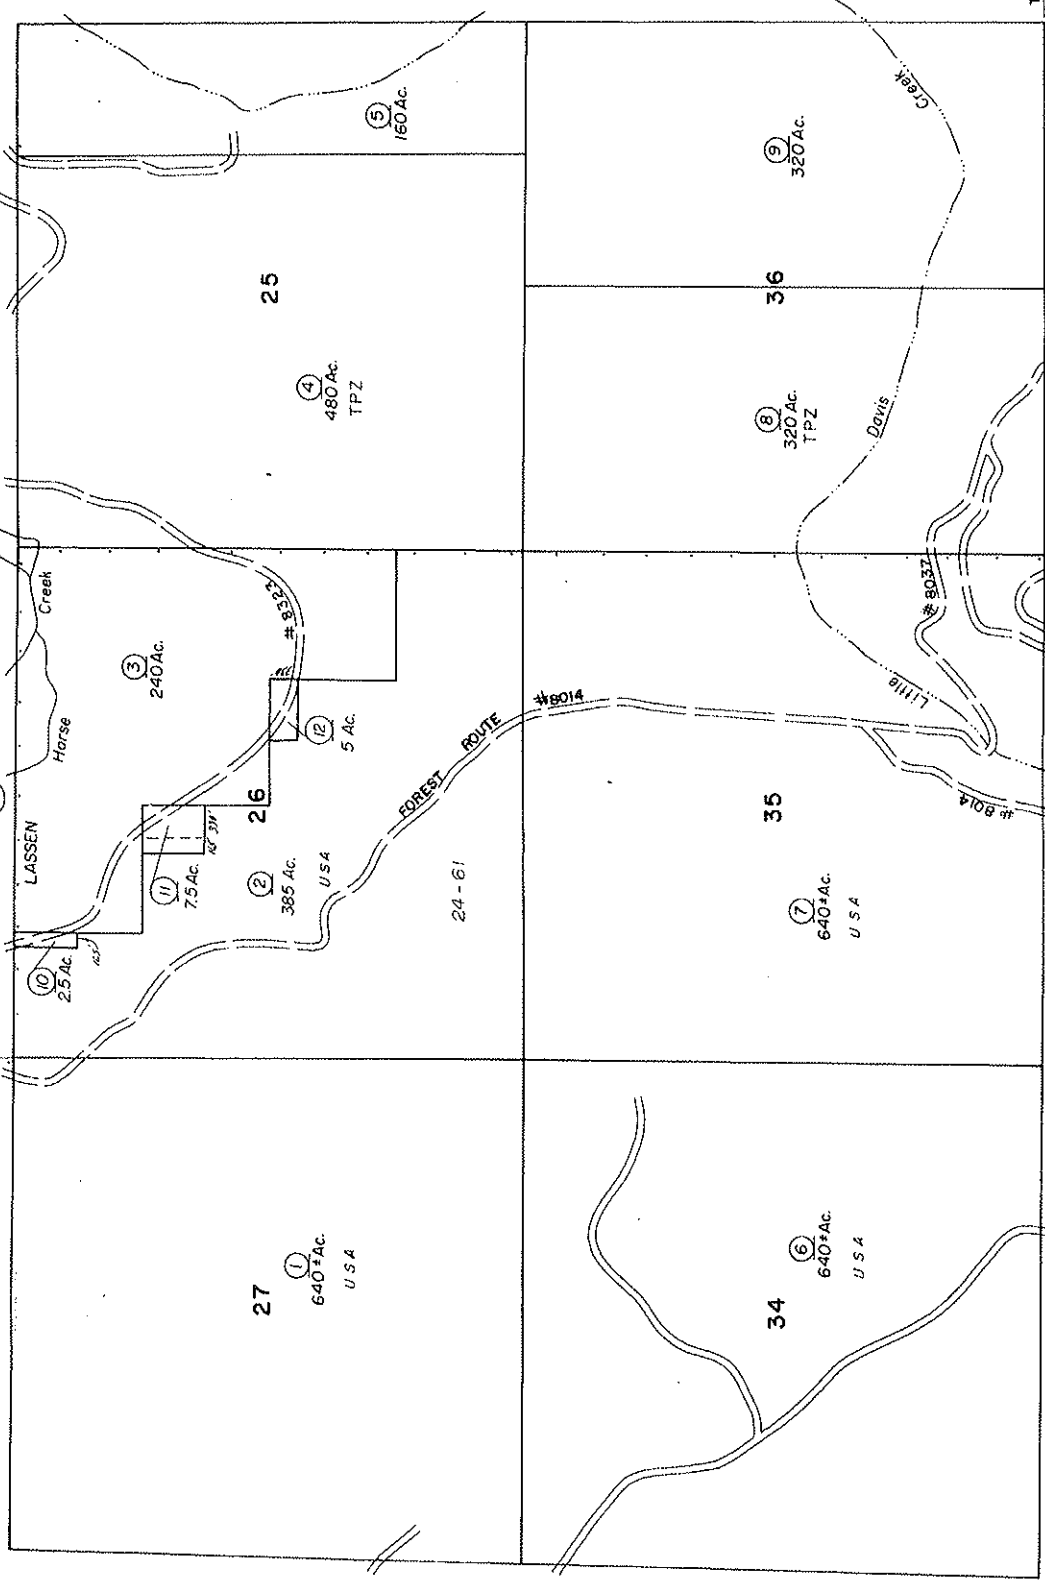 27
1
640±Ac.
USA
10
2.5 Ac.
165'
LASSEN
Horse
Creek
3
240 Ac.
11
7.5 Ac.
165' 334'
26
2
385 Ac.
USA
12
5 Ac.
# 8323
FOREST ROUTE #8014
24-61
25
4
480 Ac.
TPZ
5
160 Ac.
34
6
640±Ac.
USA
35
7
640±Ac.
USA
# 8014
# 8037
Little
Davis
Creek
36
8
320 Ac.
TPZ
9
320 Ac.